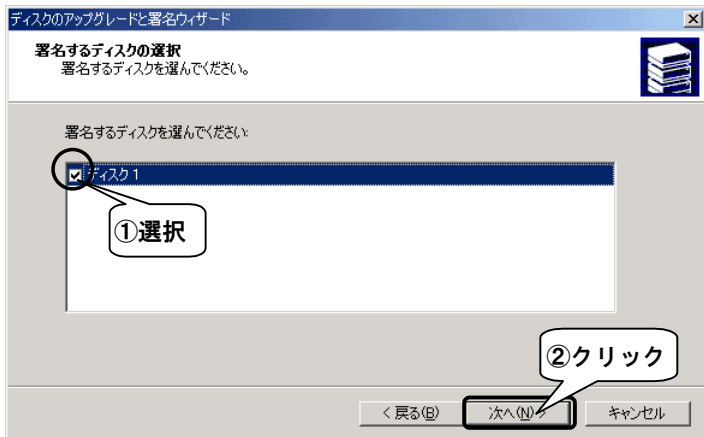 ディスクのアップグレードと署名ウィザード
署名するディスクの選択
署名するディスクを選んでください。
署名するディスクを選んでください:
ディスク 1
①選択
②クリック
< 戻る(B)
次へ(N) >
キャンセル